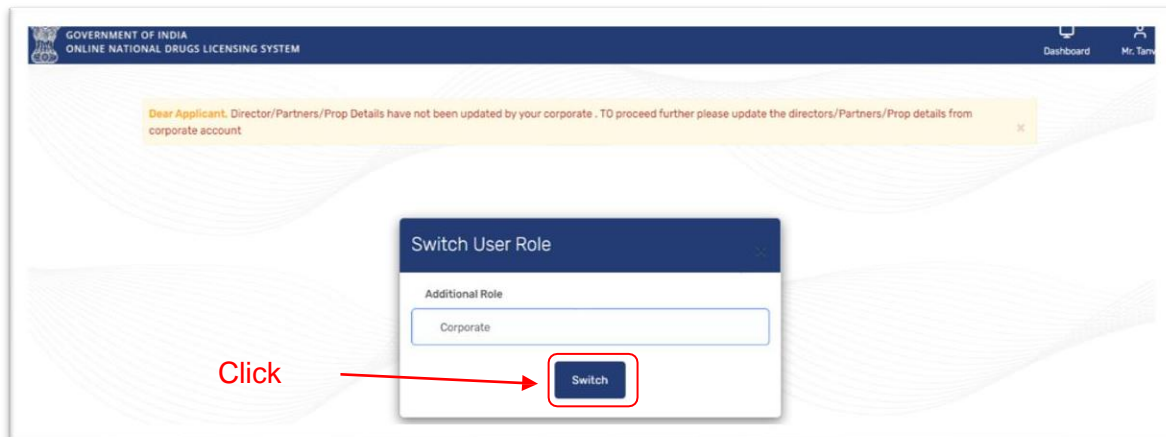 GOVERNMENT OF INDIA
ONLINE NATIONAL DRUGS LICENSING SYSTEM
Dashboard
Mr. Tanv
Dear Applicant, Director/Partners/Prop Details have not been updated by your corporate . TO proceed further please update the directors/Partners/Prop details from
corporate account
×
Switch User Role
×
Additional Role
Corporate
Click
Switch